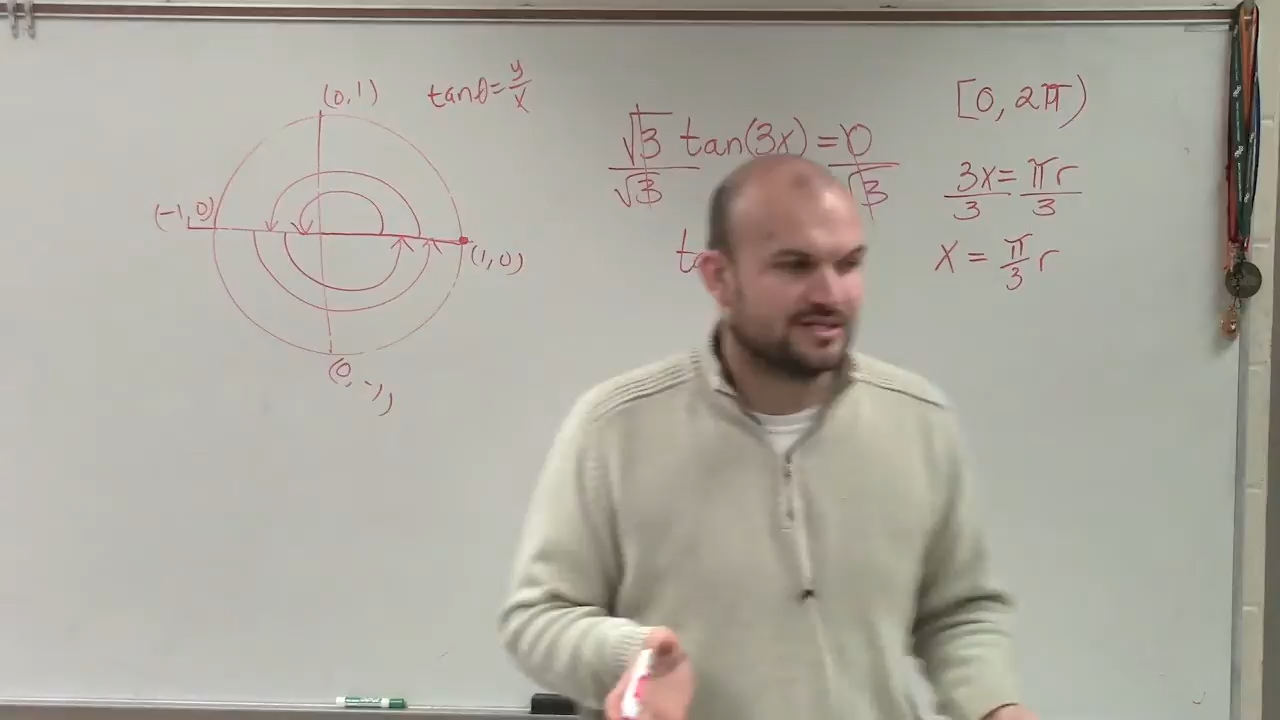 (0,1)
tanθ = y/x
(-1,0)
(1,0)
(0,-1)
√3 tan(3x) = 0
√3 √3
[0, 2π)
3x = πr
3 3
x = π/3 r